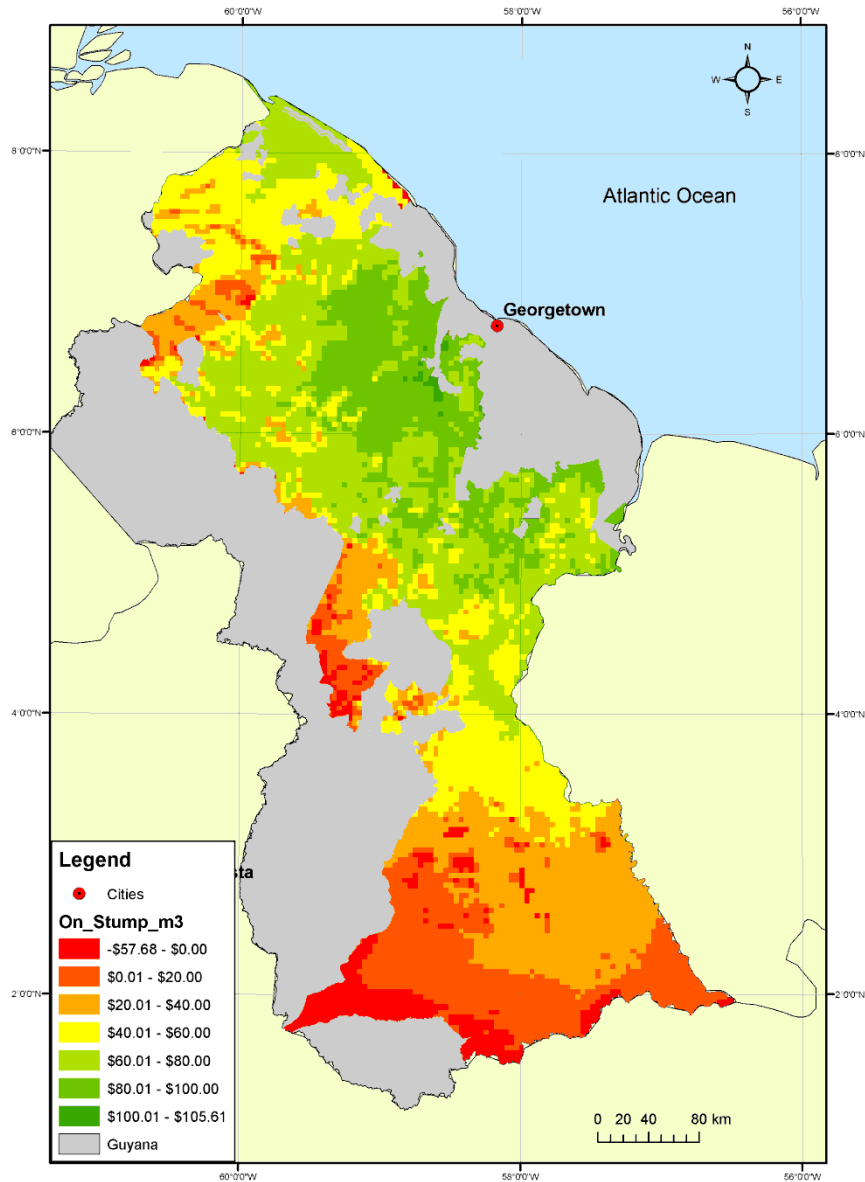 60°0'0"W 58°0'0"W 56°0'0"W
N
W E
S
8°0'0"N 8°0'0"N
Atlantic Ocean
Georgetown
6°0'0"N 6°0'0"N
4°0'0"N 4°0'0"N
Legend
sta
Cities
On_Stump_m3
-$57.68 - $0.00
$0.01 - $20.00
2°0'0"N 2°0'0"N
$20.01 - $40.00
$40.01 - $60.00
$60.01 - $80.00
$80.01 - $100.00
$100.01 - $105.61
Guyana
0 20 40 80 km
60°0'0"W 58°0'0"W 56°0'0"W